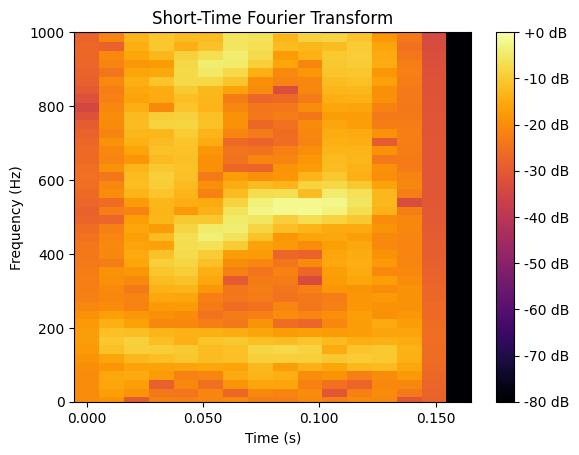 Short-Time Fourier Transform
1000
800
600
400
200
0
Frequency (Hz)
0.000
0.050
0.100
0.150
Time (s)
+0 dB
-10 dB
-20 dB
-30 dB
-40 dB
-50 dB
-60 dB
-70 dB
-80 dB